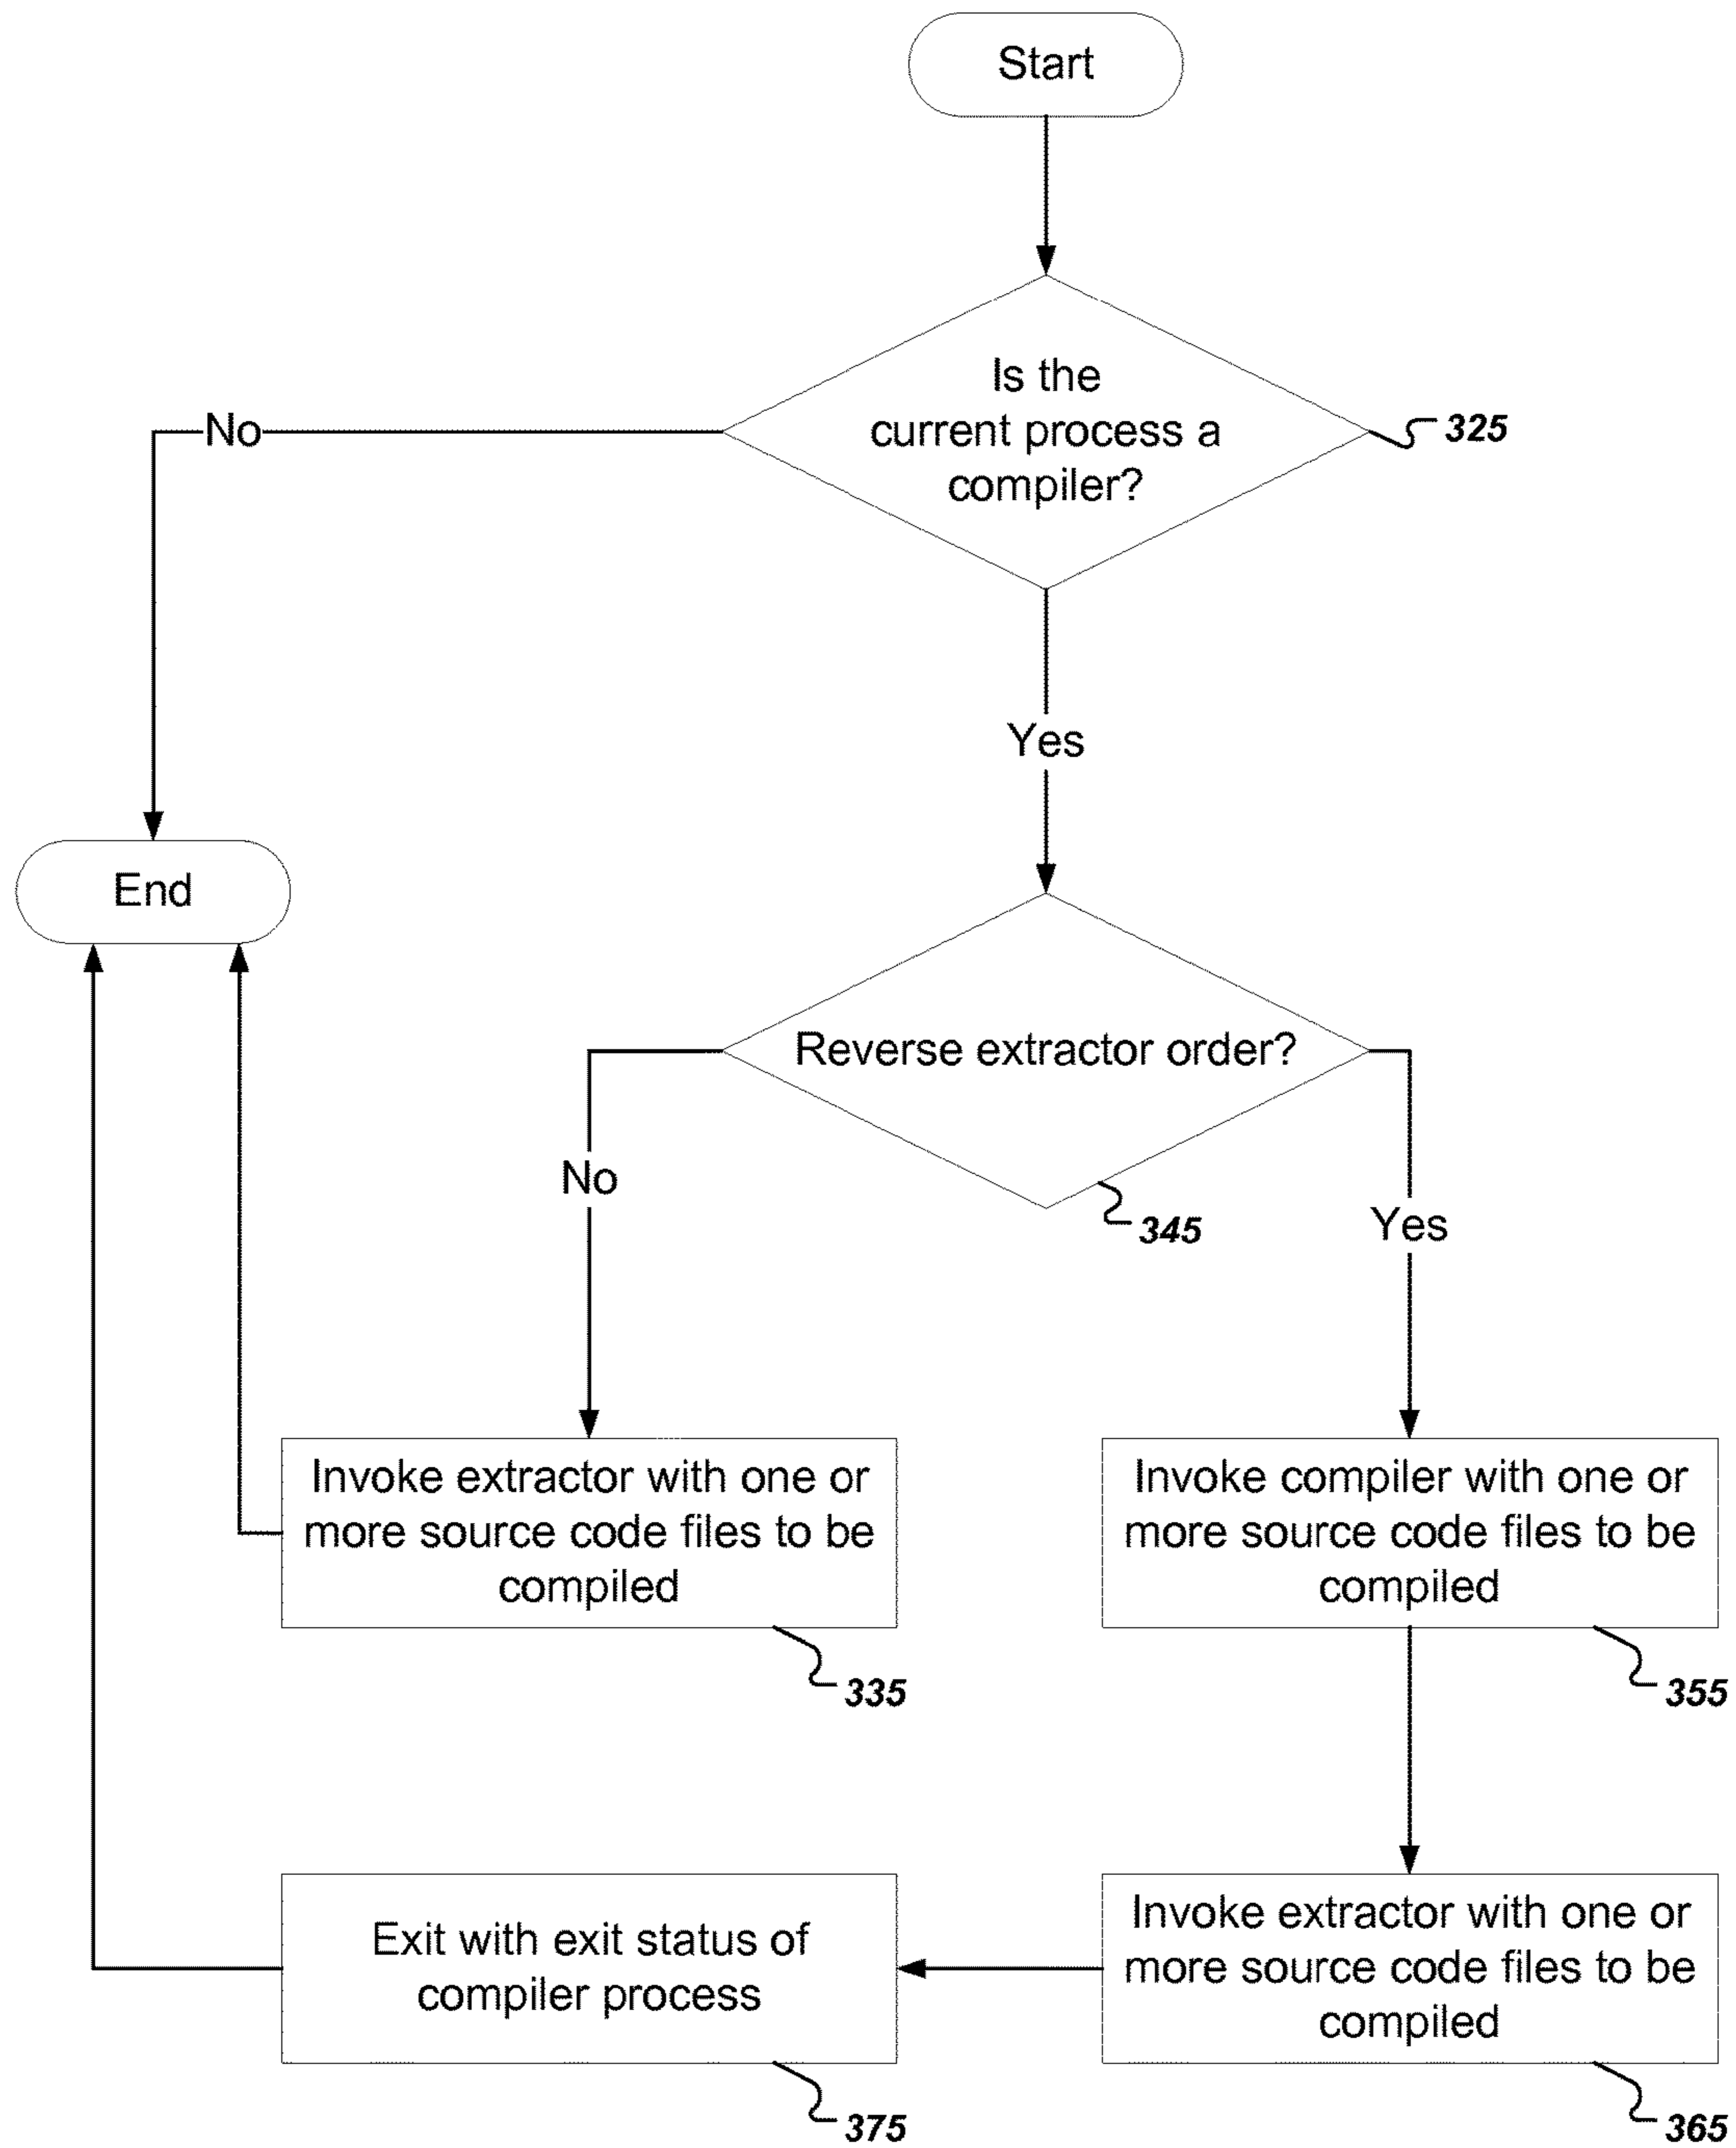 Start
Is the
current process a
compiler?
325
No
Yes
End
Reverse extractor order?
345
No
Yes
Invoke extractor with one or
more source code files to be
compiled
335
Invoke compiler with one or
more source code files to be
compiled
355
Exit with exit status of
compiler process
375
Invoke extractor with one or
more source code files to be
compiled
365